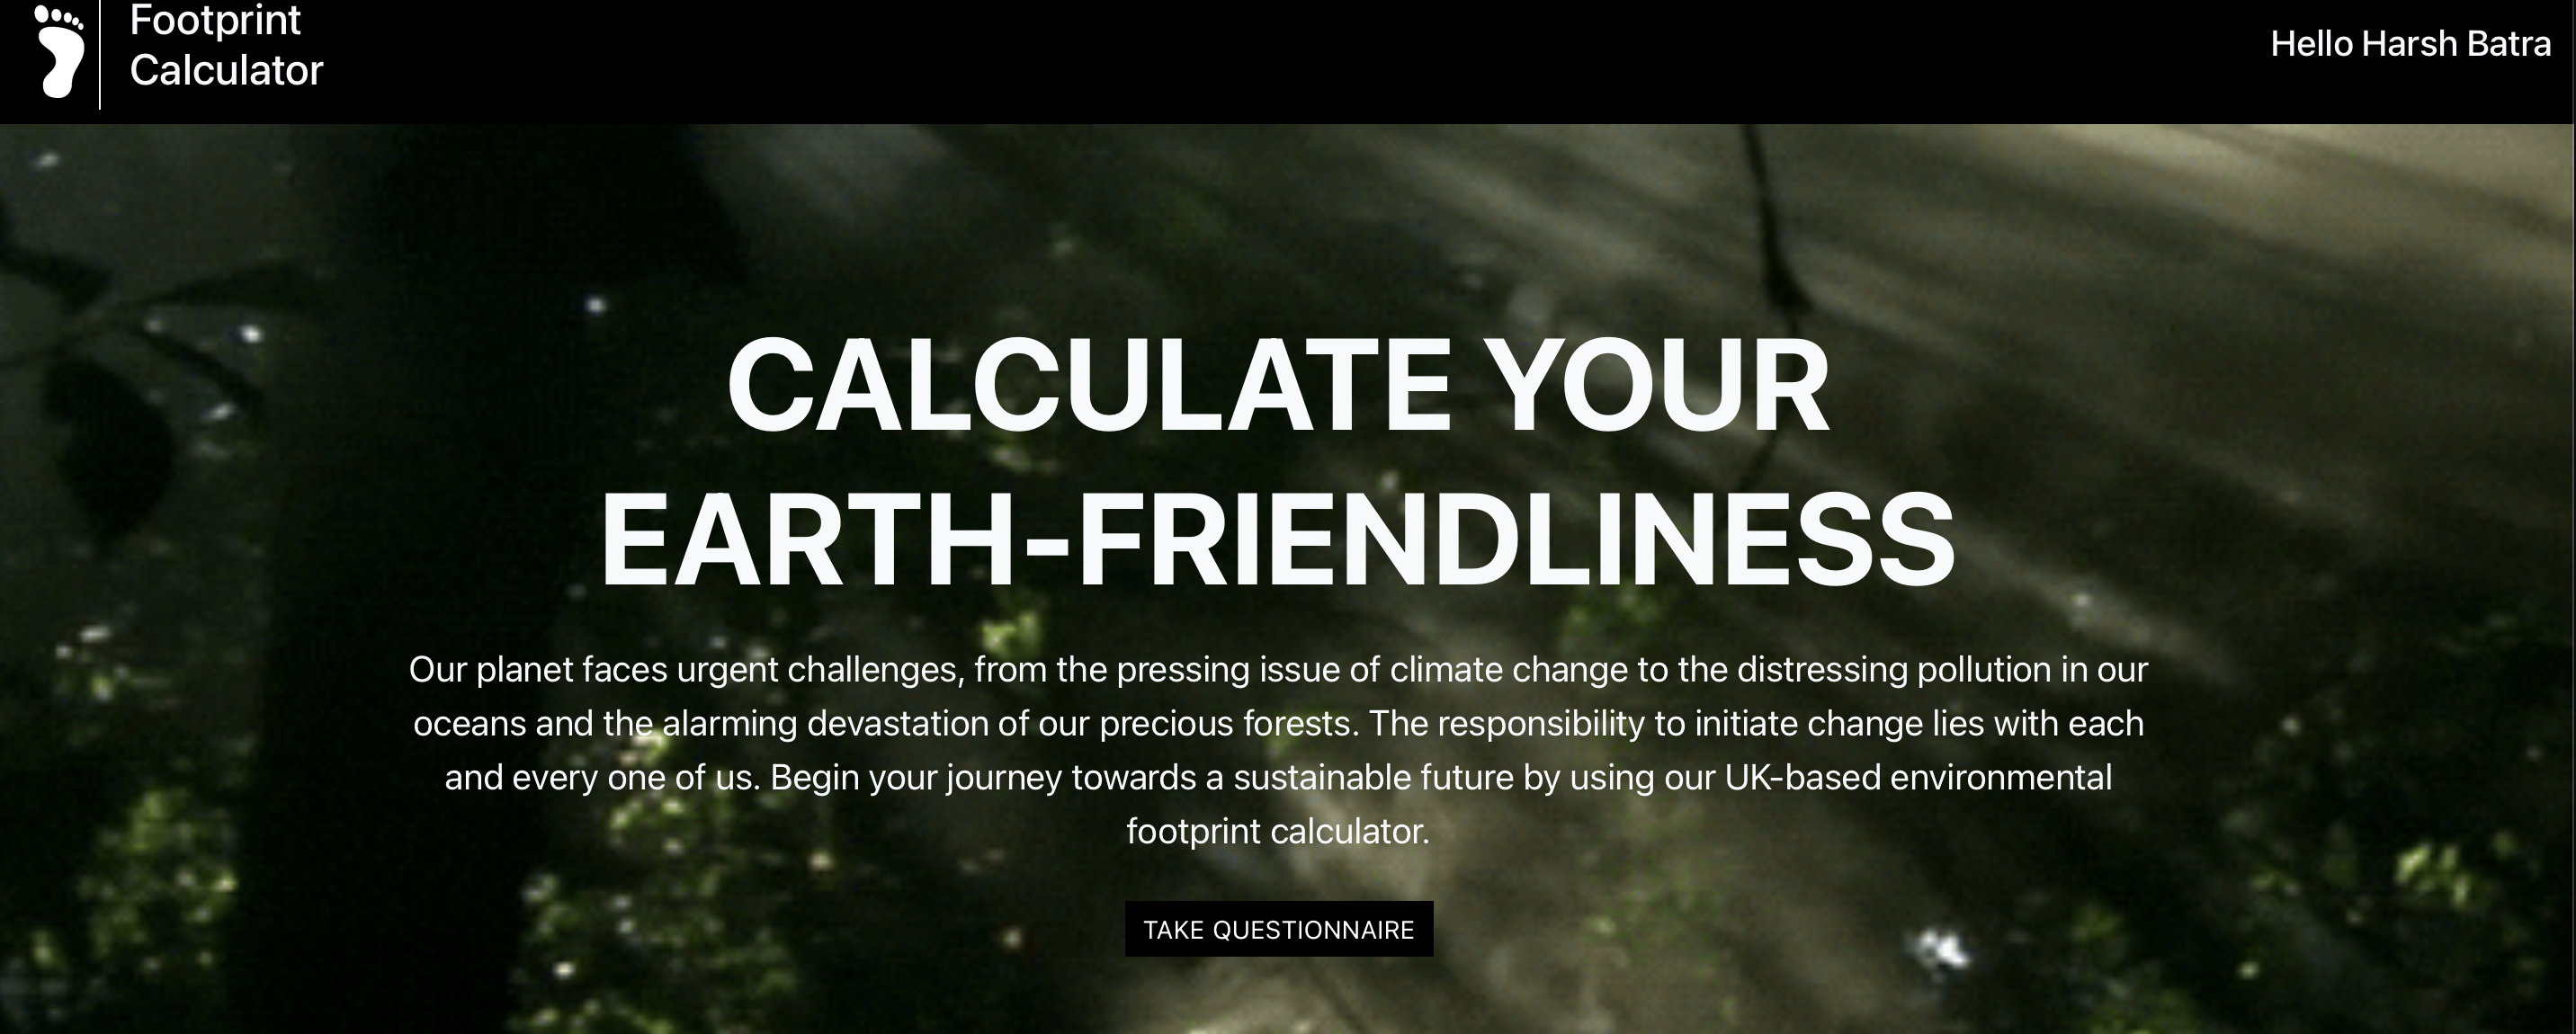 Footprint
Calculator
Hello Harsh Batra
CALCULATE YOUR
EARTH-FRIENDLINESS
Our planet faces urgent challenges, from the pressing issue of climate change to the distressing pollution in our
oceans and the alarming devastation of our precious forests. The responsibility to initiate change lies with each
and every one of us. Begin your journey towards a sustainable future by using our UK-based environmental
footprint calculator.
TAKE QUESTIONNAIRE